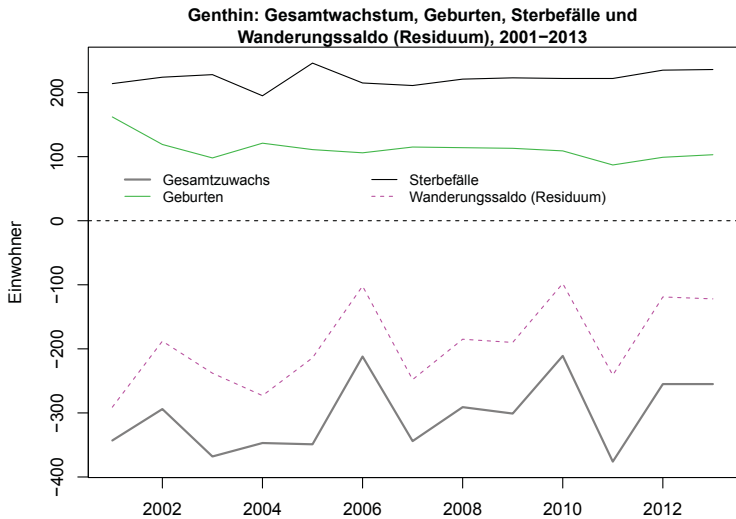 Genthin: Gesamtwachstum, Geburten, Sterbefälle und
Wanderungssaldo (Residuum), 2001−2013
Einwohner
200
100
0
−100
−200
−300
−400
Gesamtzuwachs
Geburten
Sterbefälle
Wanderungssaldo (Residuum)
2002 2004 2006 2008 2010 2012